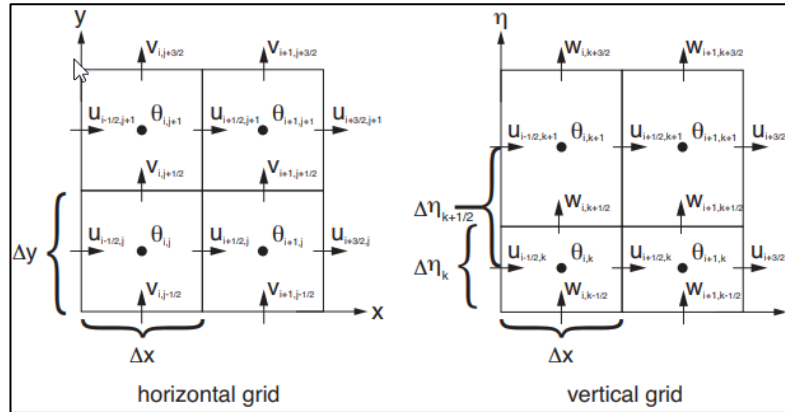 y
v_{i,j+3/2} v_{i+1,j+3/2}
u_{i-1/2,j+1} θ_{i,j+1} u_{i+1/2,j+1} θ_{i+1,j+1} u_{i+3/2,j+1}
v_{i,j+1/2} v_{i+1,j+1/2}
Δy
u_{i-1/2,j} θ_{i,j} u_{i+1/2,j} θ_{i+1,j} u_{i+3/2,j}
v_{i,j-1/2} v_{i+1,j-1/2}
x
Δx
horizontal grid
η
w_{i,k+3/2} w_{i+1,k+3/2}
u_{i-1/2,k+1} θ_{i,k+1} u_{i+1/2,k+1} θ_{i+1,k+1} u_{i+3/2}
Δη_{k+1/2}
w_{i,k+1/2} w_{i+1,k+1/2}
Δη_k
u_{i-1/2,k} θ_{i,k} u_{i+1/2,k} θ_{i+1,k} u_{i+3/2}
w_{i,k-1/2} w_{i+1,k-1/2}
Δx
vertical grid